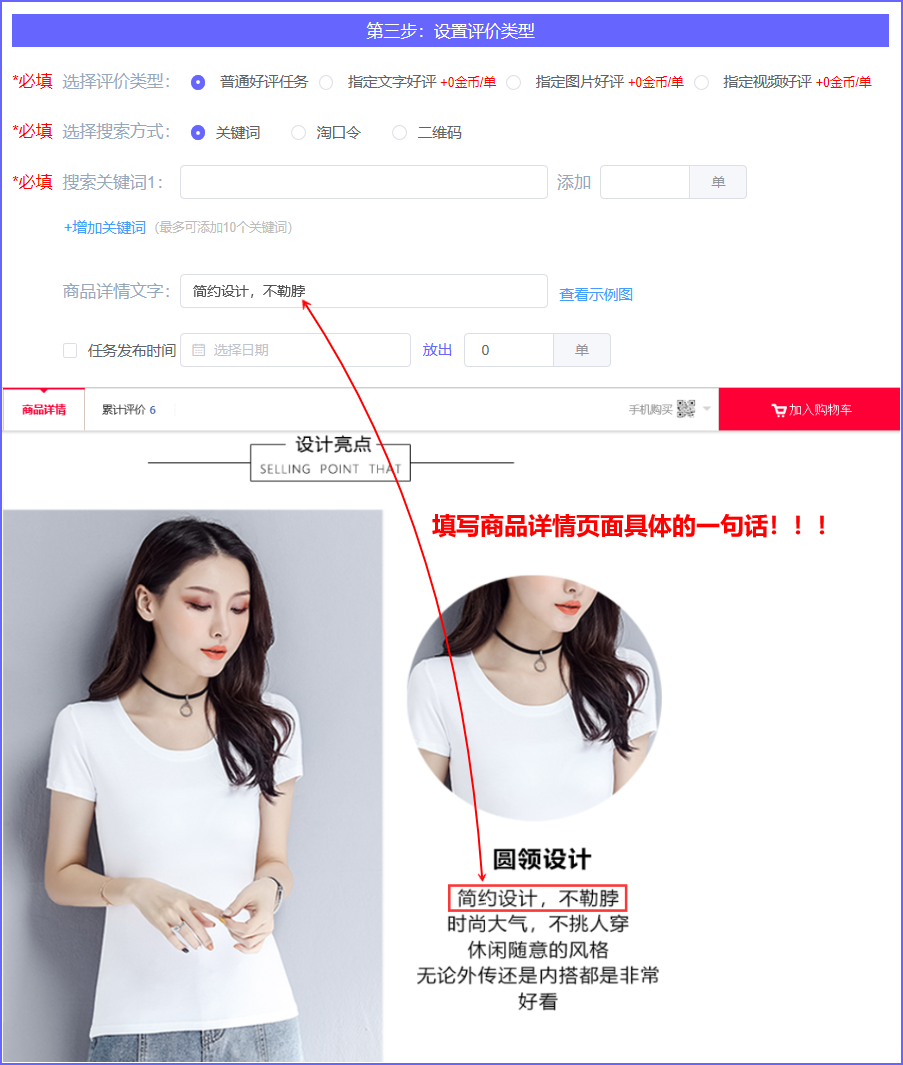 第三步：设置评价类型
*必填 选择评价类型： 普通好评任务 指定文字好评 +0金币/单 指定图片好评 +0金币/单 指定视频好评 +0金币/单
*必填 选择搜索方式： 关键词 淘口令 二维码
*必填 搜索关键词1： 添加 单
+增加关键词（最多可添加10个关键词）
商品详情文字： 简约设计，不勒脖 查看示例图
任务发布时间 选择日期 放出 0 单
商品详情 累计评价 6 手机购买 加入购物车
设计亮点
SELLING POINT THAT
填写商品详情页面具体的一句话！！！
圆领设计
简约设计，不勒脖
时尚大气，不挑人穿
休闲随意的风格
无论外传还是内搭都是非常
好看